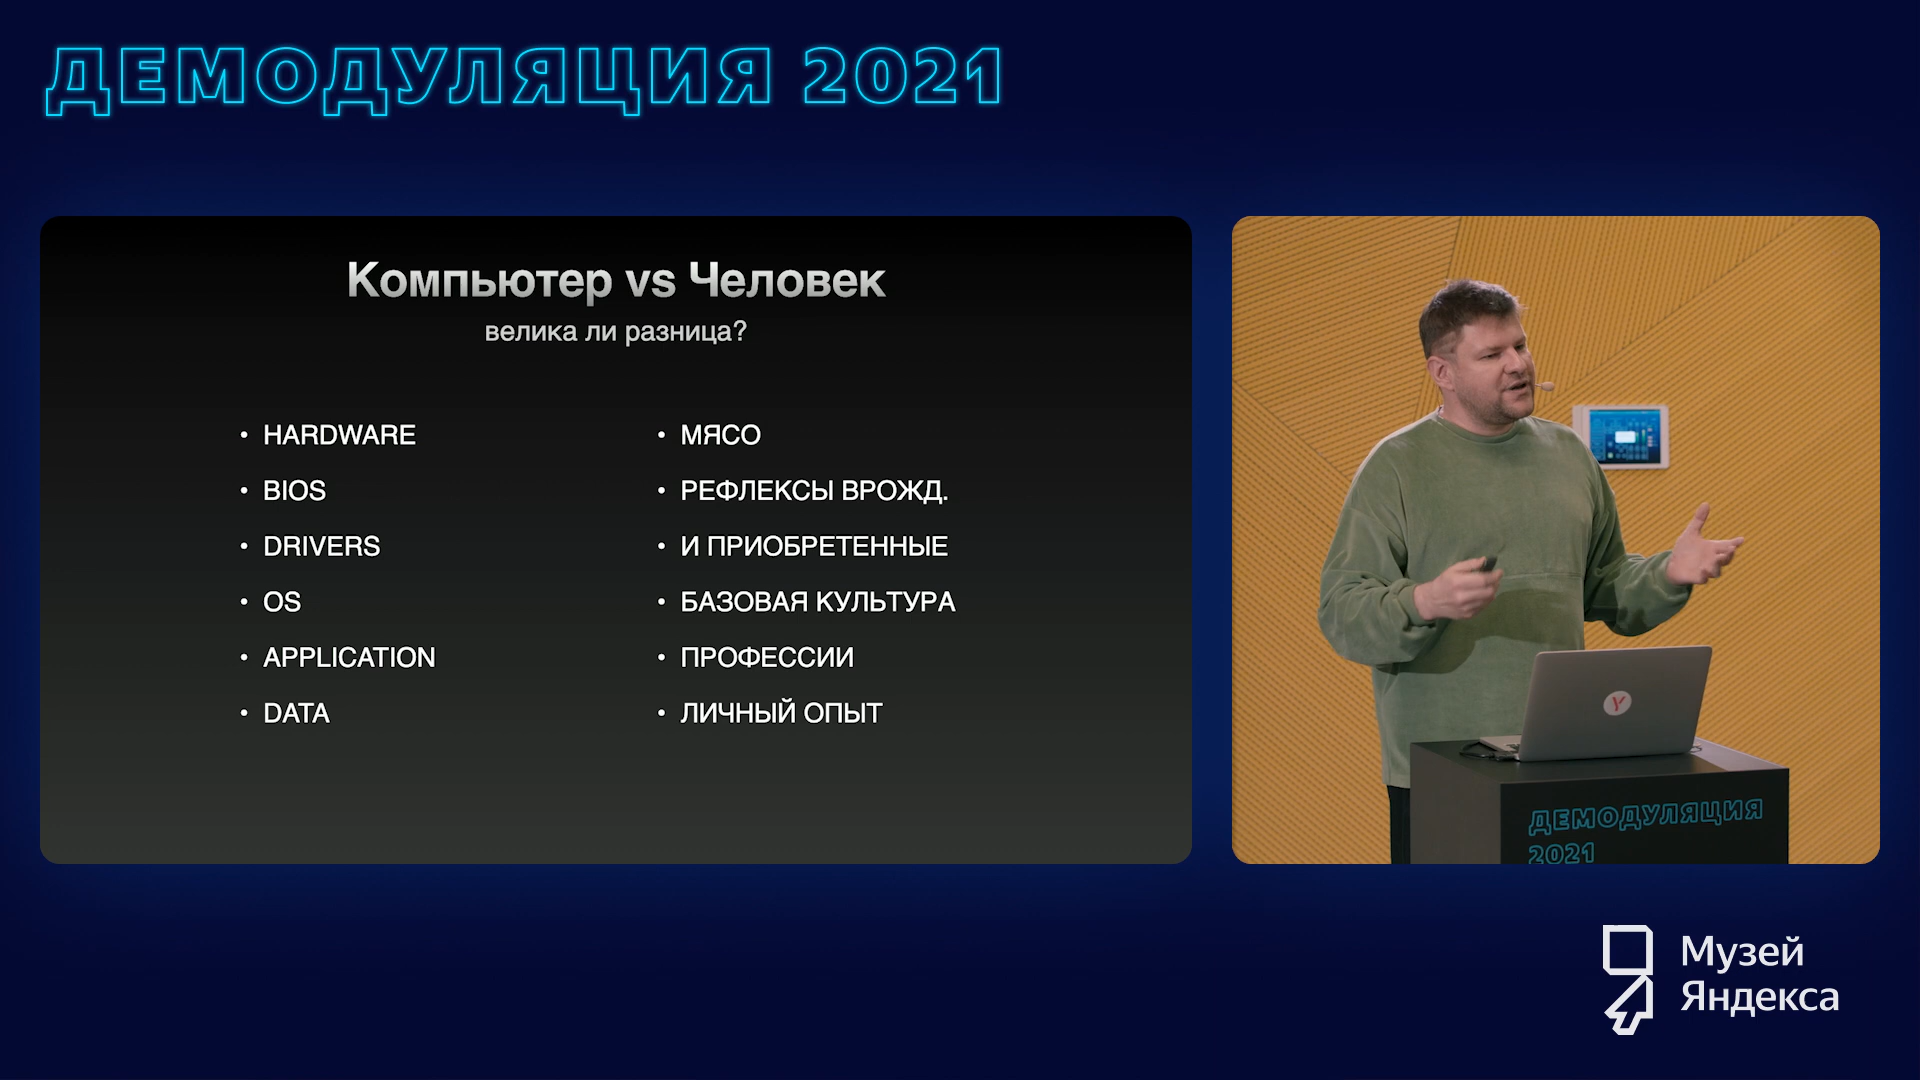 ДЕМОДУЛЯЦИЯ 2021
Компьютер vs Человек
велика ли разница?
• HARDWARE
• BIOS
• DRIVERS
• OS
• APPLICATION
• DATA
• МЯСО
• РЕФЛЕКСЫ ВРОЖД.
• И ПРИОБРЕТЕННЫЕ
• БАЗОВАЯ КУЛЬТУРА
• ПРОФЕССИИ
• ЛИЧНЫЙ ОПЫТ
Y
ДЕМОДУЛЯЦИЯ
2021
Музей
Яндекса